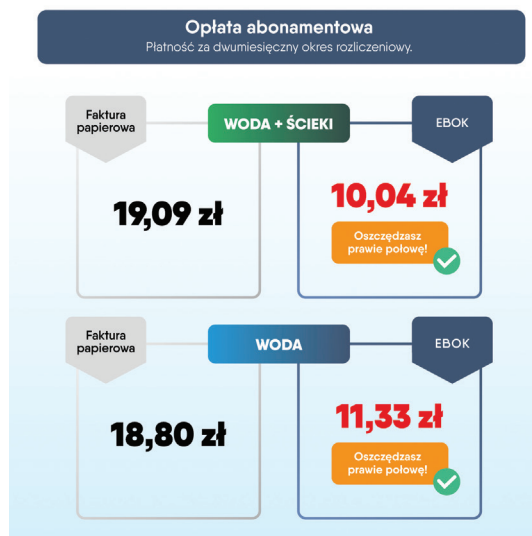 Opłata abonamentowa
Płatność za dwumiesięczny okres rozliczeniowy.
Faktura
papierowa
WODA + ŚCIEKI
EBOK
19,09 zł
10,04 zł
Oszczędzasz
prawie połowę!
Faktura
papierowa
WODA
EBOK
18,80 zł
11,33 zł
Oszczędzasz
prawie połowę!